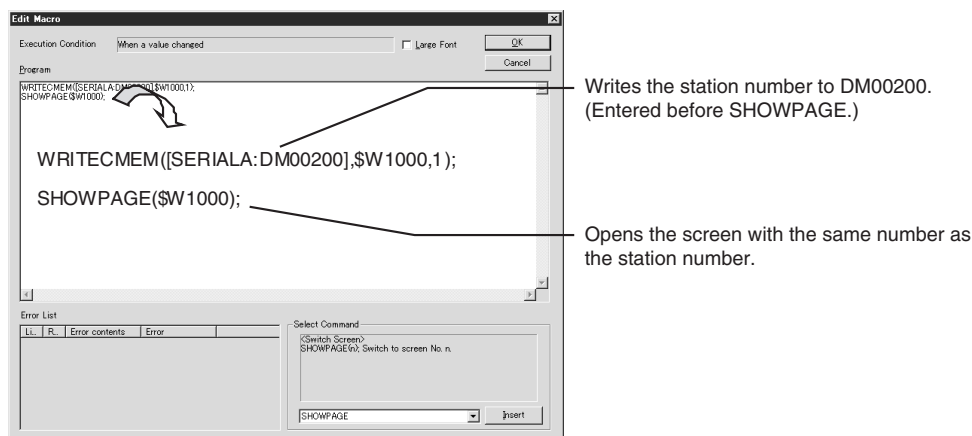 Edit Macro
Execution Condition When a value changed Large Font OK
Cancel
Program
WRITECMEM([SERIALA:DM00200],$W1000,1);
SHOWPAGE($W1000);
Writes the station number to DM00200.
(Entered before SHOWPAGE.)
WRITECMEM([SERIALA:DM00200],$W1000,1);
SHOWPAGE($W1000);
Opens the screen with the same number as
the station number.
Error List
Li.. R.. Error contents Error
Select Command
<Switch Screen>
SHOWPAGE(n); Switch to screen No. n.
SHOWPAGE Insert